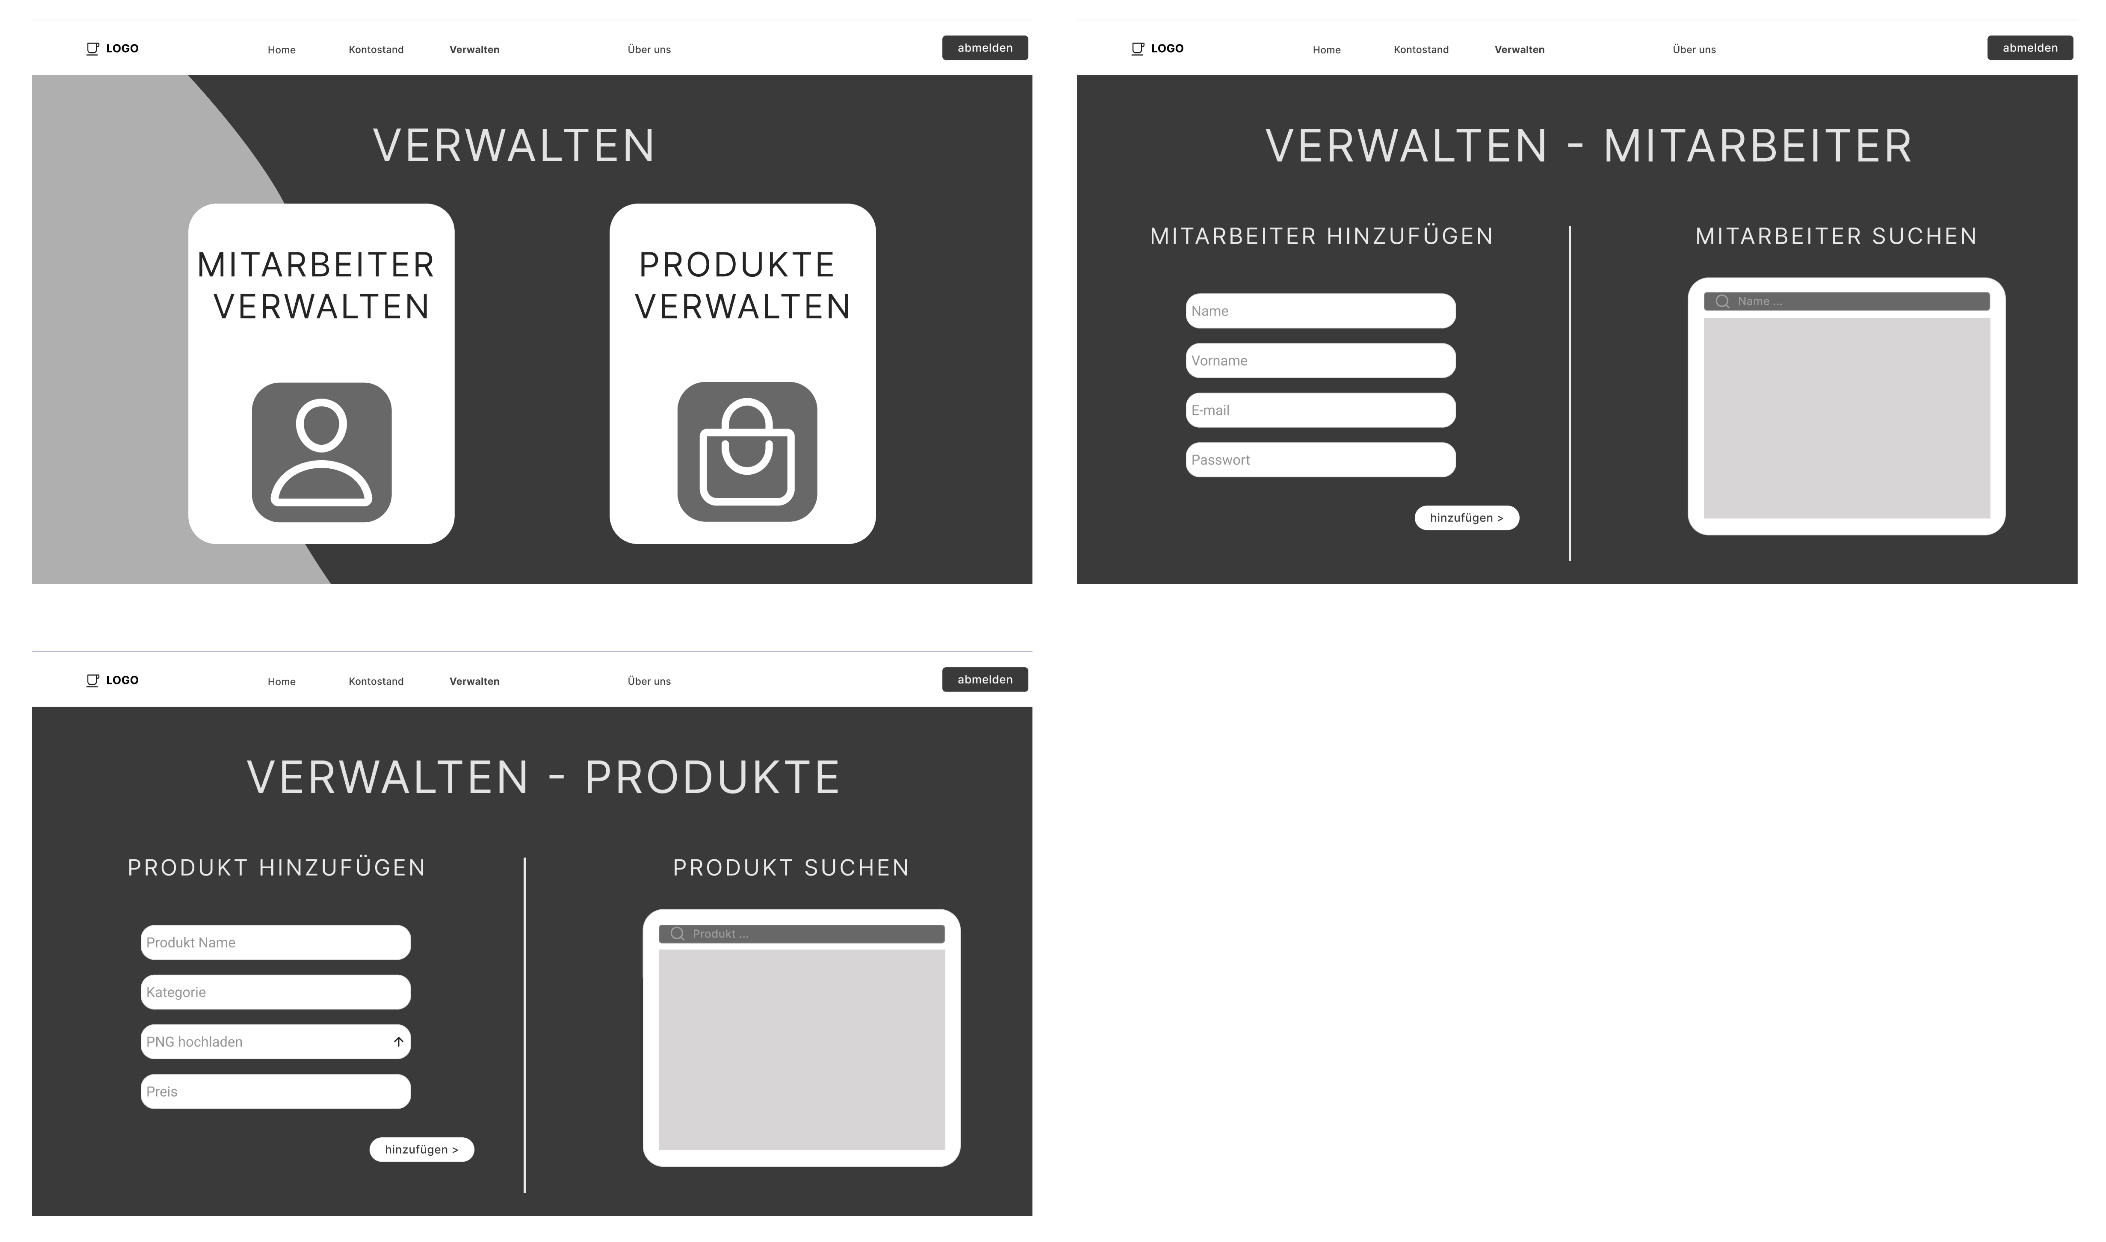 LOGO Home Kontostand Verwalten Über uns abmelden
VERWALTEN
MITARBEITER
VERWALTEN
PRODUKTE
VERWALTEN
LOGO Home Kontostand Verwalten Über uns abmelden
VERWALTEN - MITARBEITER
MITARBEITER HINZUFÜGEN
Name
Vorname
E-mail
Passwort
hinzufügen >
MITARBEITER SUCHEN
Name ...
LOGO Home Kontostand Verwalten Über uns abmelden
VERWALTEN - PRODUKTE
PRODUKT HINZUFÜGEN
Produkt Name
Kategorie
PNG hochladen
Preis
hinzufügen >
PRODUKT SUCHEN
Produkt ...